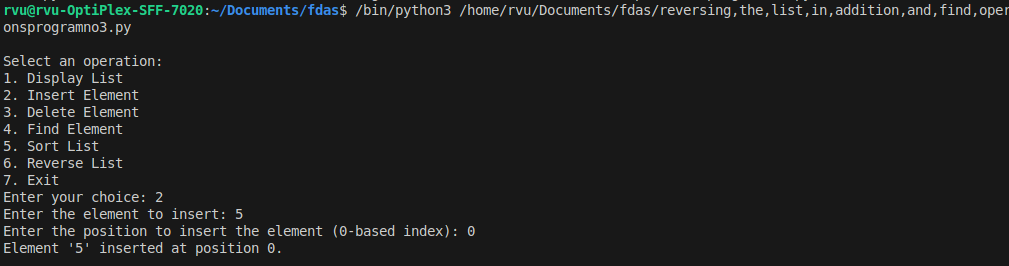 rvu@rvu-OptiPlex-SFF-7020:~/Documents/fdas$ /bin/python3 /home/rvu/Documents/fdas/reversing,the,list,in,addition,and,find,oper
onsprogramno3.py
Select an operation:
1. Display List
2. Insert Element
3. Delete Element
4. Find Element
5. Sort List
6. Reverse List
7. Exit
Enter your choice: 2
Enter the element to insert: 5
Enter the position to insert the element (0-based index): 0
Element '5' inserted at position 0.